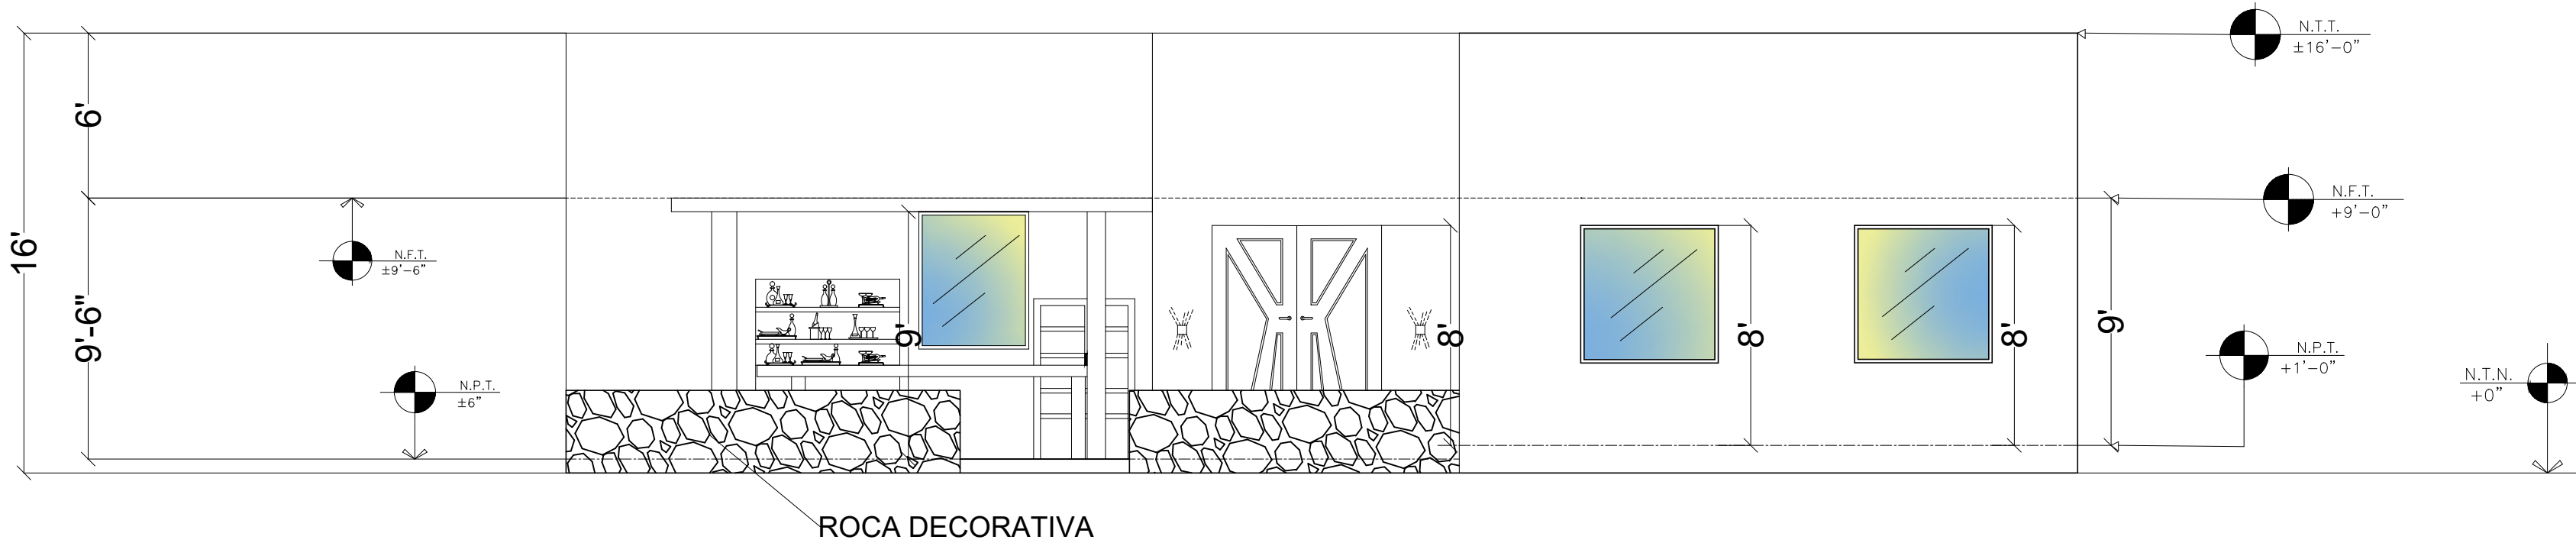 N.T.T.
±16'-0"
6'
N.F.T.
+9'-0"
16'
N.F.T.
±9'-6"
9'-6"
9'
8'
8'
8'
9'
N.P.T.
+1'-0"
N.P.T.
±6"
N.T.N.
+0"
ROCA DECORATIVA